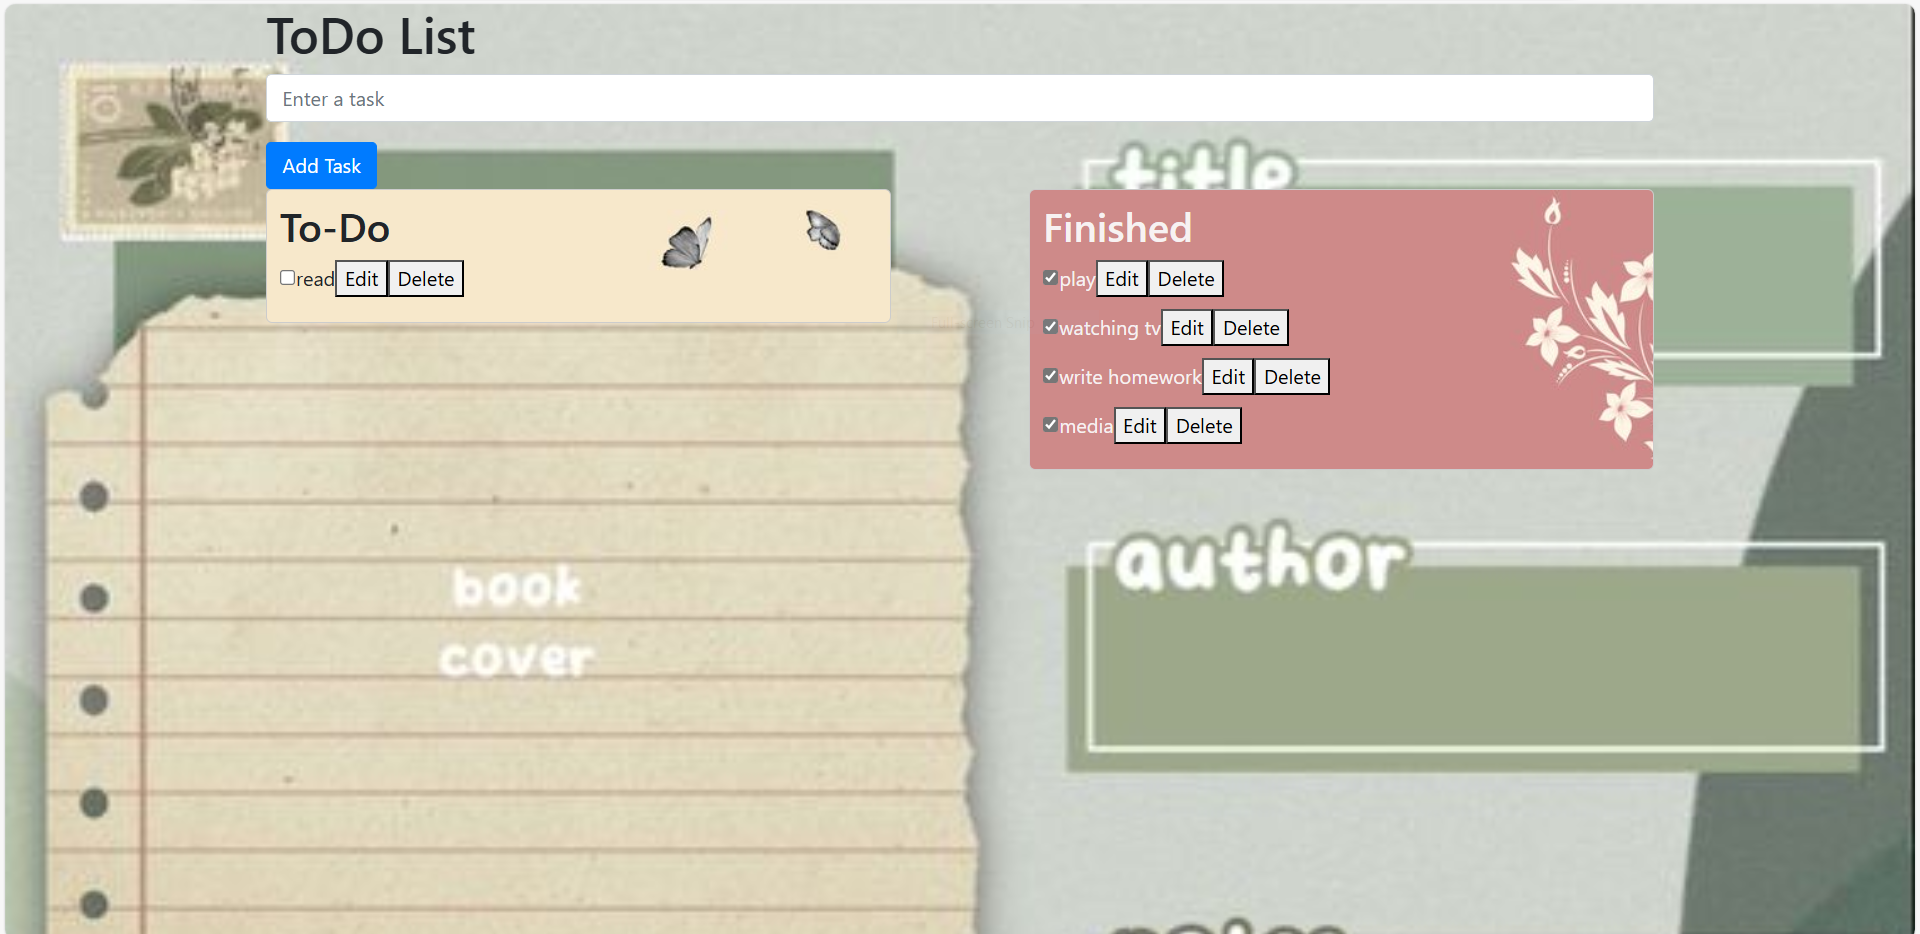 ToDo List
Enter a task
Add Task
title
To-Do
read Edit Delete
Finished
play Edit Delete
watching tv Edit Delete
write homework Edit Delete
media Edit Delete
author
book
cover